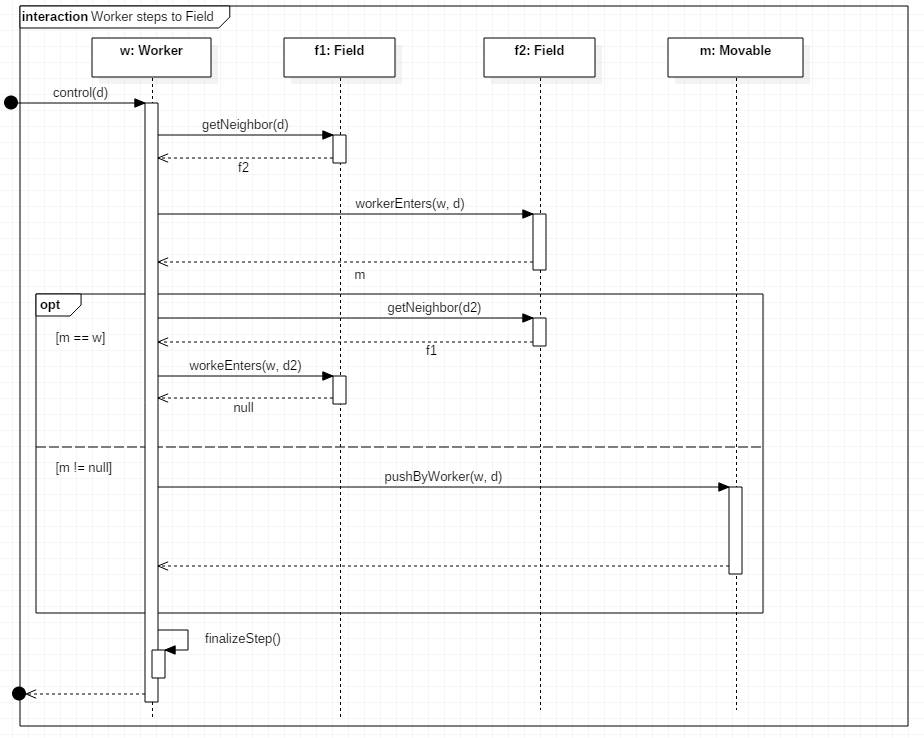 interaction Worker steps to Field
w: Worker
f1: Field
f2: Field
m: Movable
control(d)
getNeighbor(d)
f2
workerEnters(w, d)
m
opt
getNeighbor(d2)
[m == w]
f1
workeEnters(w, d2)
null
[m != null]
pushByWorker(w, d)
finalizeStep()